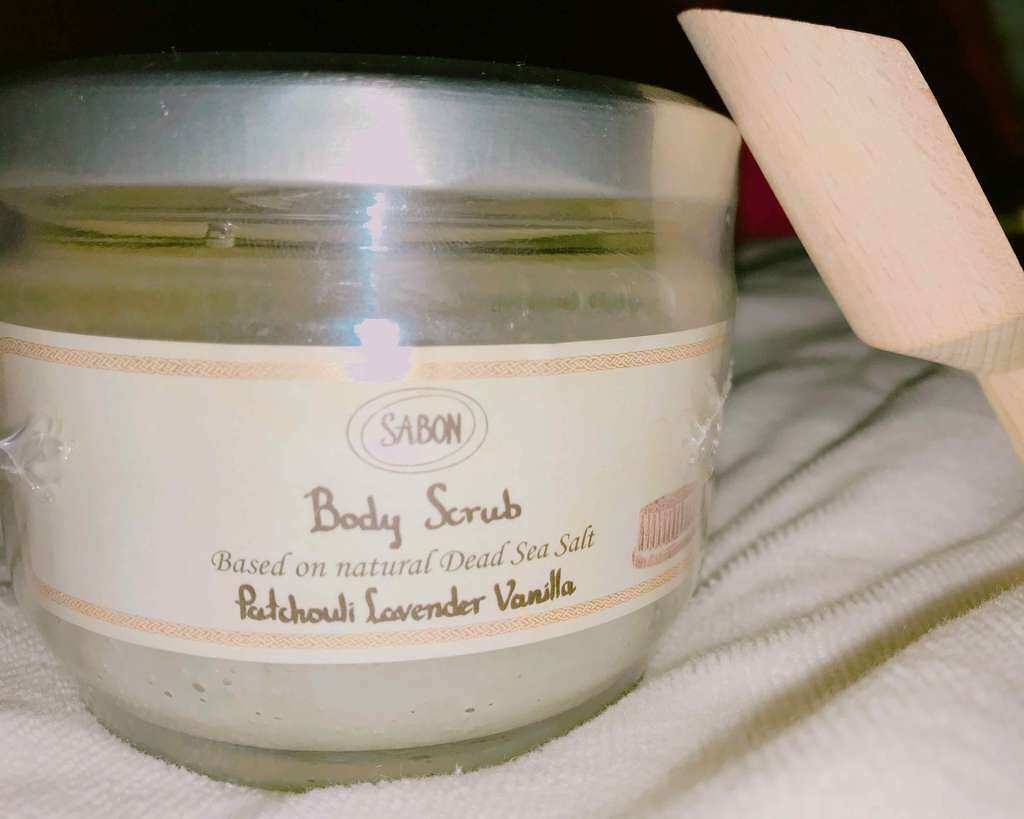 SABON
Body Scrub
Based on natural Dead Sea Salt
Patchouli Lavender Vanilla